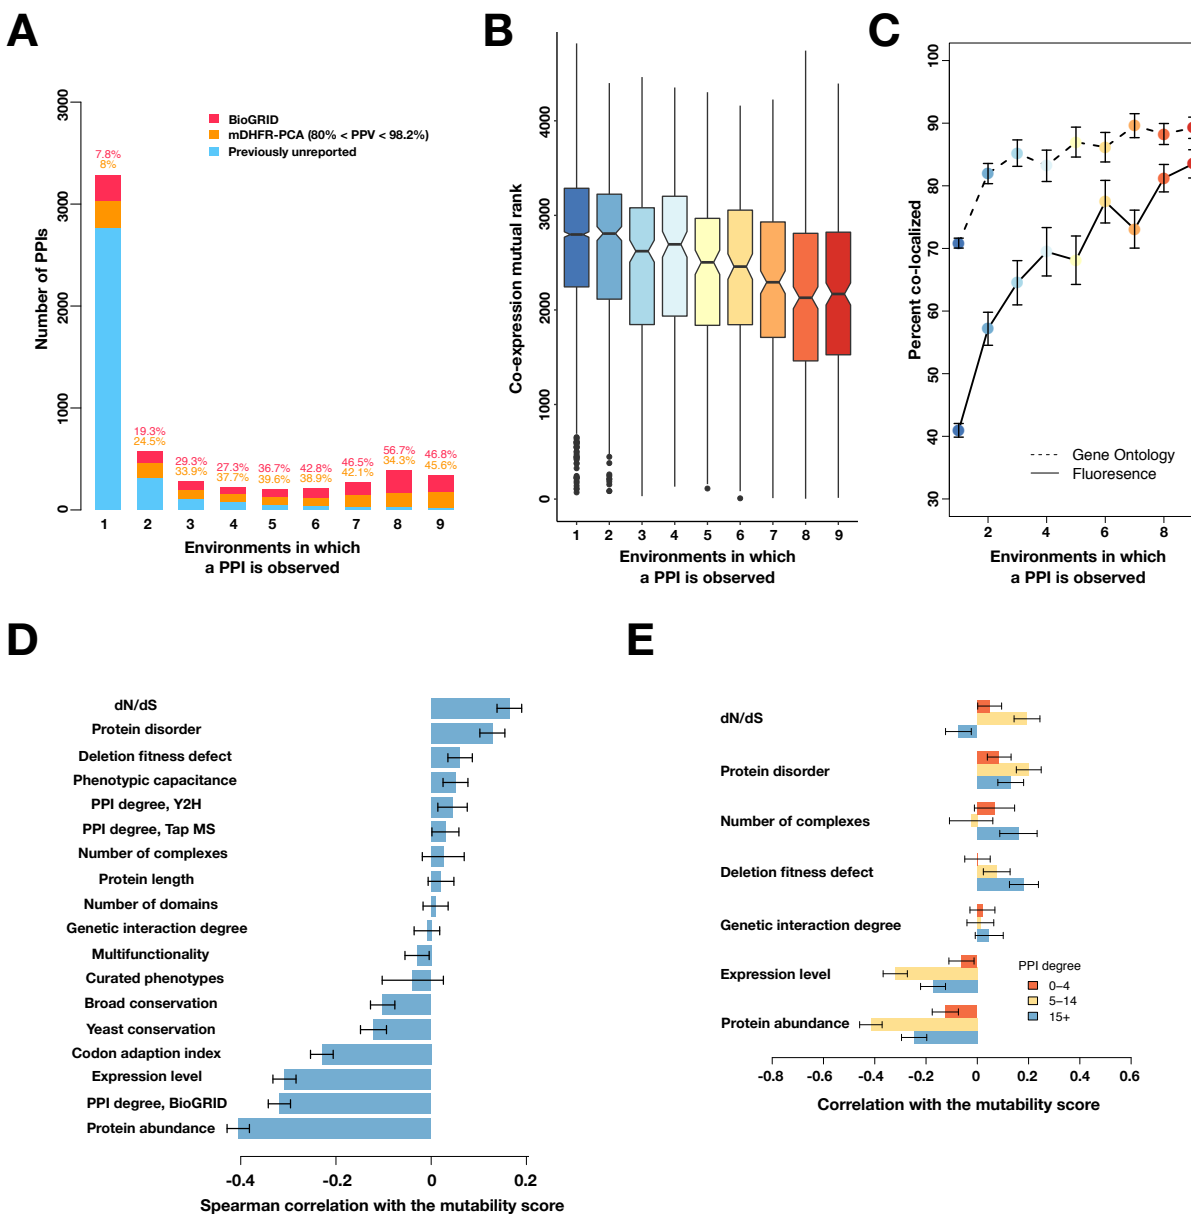 A
3000
2000
1000
0
Number of PPIs
BioGRID
mDHFR-PCA (80% < PPV < 98.2%)
Previously unreported
7.8%
8%
19.3%
24.5%
29.3%
33.9%
27.3%
37.7%
36.7%
39.6%
42.8%
38.9%
46.5%
42.1%
56.7%
34.3%
46.8%
45.6%
1 2 3 4 5 6 7 8 9
Environments in which
a PPI is observed
B
4000
3000
2000
1000
0
Co-expression mutual rank
1 2 3 4 5 6 7 8 9
Environments in which
a PPI is observed
C
100
90
80
70
60
50
40
30
Percent co-localized
Gene Ontology
Fluoresence
2 4 6 8
Environments in which
a PPI is observed
D
dN/dS
Protein disorder
Deletion fitness defect
Phenotypic capacitance
PPI degree, Y2H
PPI degree, Tap MS
Number of complexes
Protein length
Number of domains
Genetic interaction degree
Multifunctionality
Curated phenotypes
Broad conservation
Yeast conservation
Codon adaption index
Expression level
PPI degree, BioGRID
Protein abundance
-0.4 -0.2 0 0.2
Spearman correlation with the mutability score
E
dN/dS
Protein disorder
Number of complexes
Deletion fitness defect
Genetic interaction degree
Expression level
Protein abundance
PPI degree
0–4
5–14
15+
-0.8 -0.6 -0.4 -0.2 0 0.2 0.4 0.6
Correlation with the mutability score